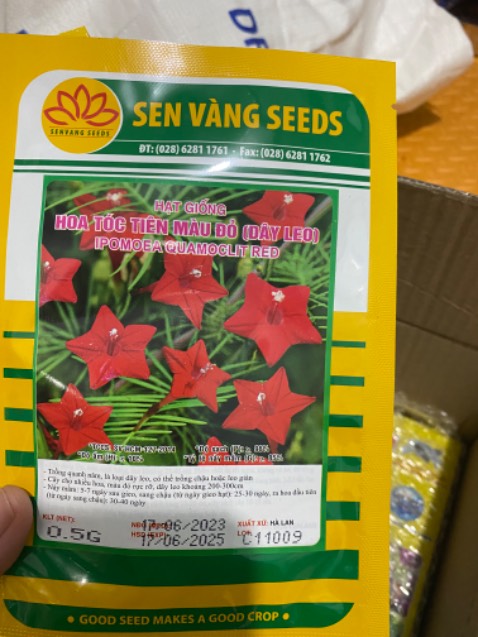 SEN VÀNG SEEDS
SENVANG SEEDS
ĐT: (028) 6281 1761 - Fax: (028) 6281 1762
HẠT GIỐNG
HOA TÓC TIÊN MÀU ĐỎ (DÂY LEO)
IPOMOEA QUAMOCLIT RED
- Trồng quanh năm, là loại dây leo, có thể trồng chậu hoặc leo giàn
- Cây cho nhiều hoa, màu đỏ rực rỡ, dây leo khoảng 200-300cm
- Nảy mầm: 5-7 ngày sau gieo, sang chậu (từ ngày gieo hạt): 25-30 ngày, ra hoa đầu tiên
(từ ngày sang chậu): 30-40 ngày
KLT (NET):
0.5G
17/06/2023
HSD (EXP):
17/06/2025
XUẤT XỨ: HÀ LAN
C11009
• GOOD SEED MAKES A GOOD CROP •